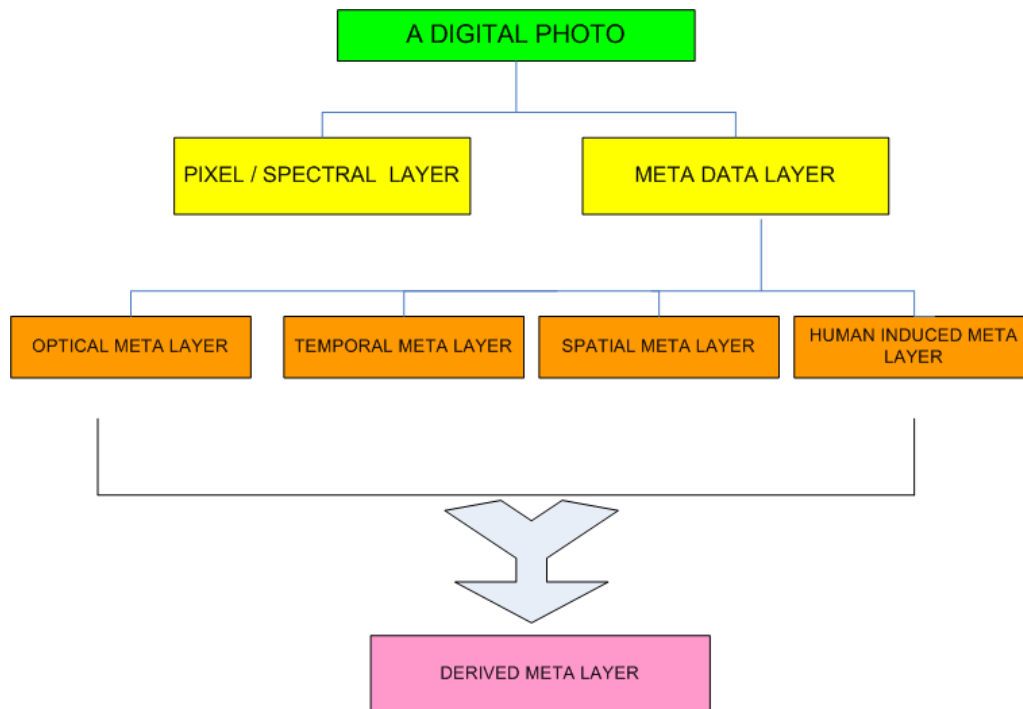 A DIGITAL PHOTO
PIXEL / SPECTRAL LAYER
META DATA LAYER
OPTICAL META LAYER
TEMPORAL META LAYER
SPATIAL META LAYER
HUMAN INDUCED META
LAYER
DERIVED META LAYER